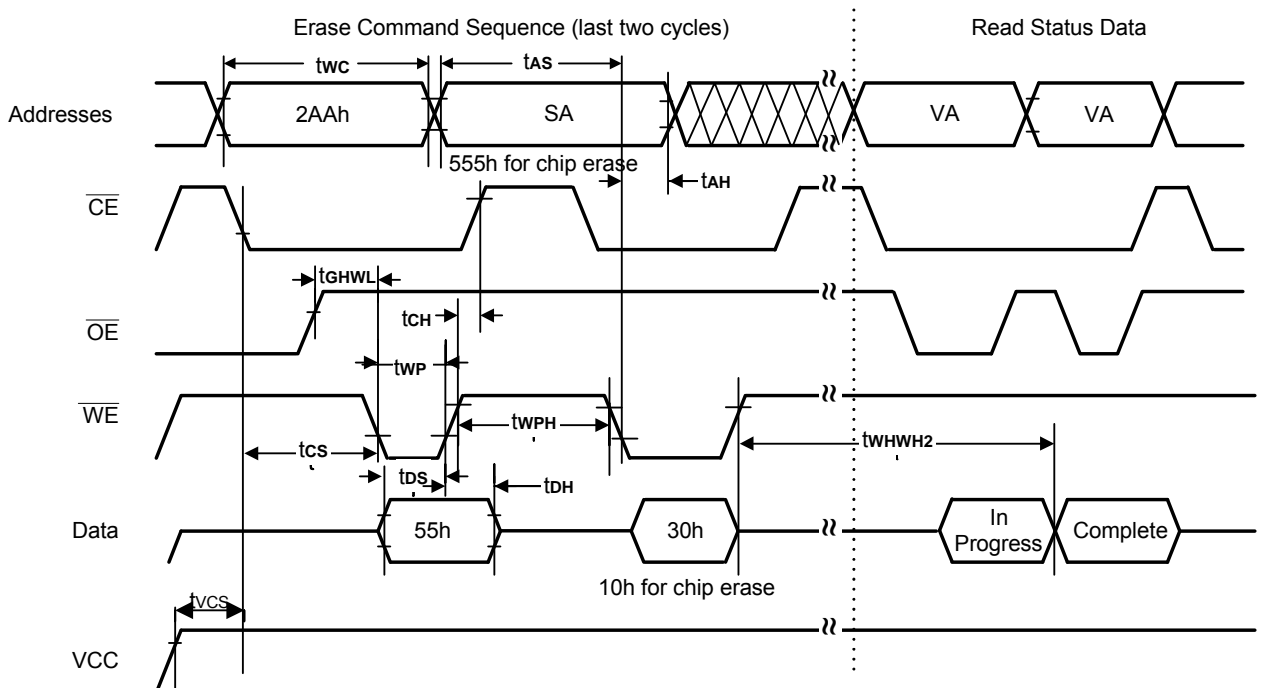 Erase Command Sequence (last two cycles)
Read Status Data
tWC
tAS
Addresses
2AAh
SA
VA
VA
555h for chip erase
tAH
CE
tGHWL
OE
tCH
tWP
WE
tWPH
tWHWH2
tCS
tDS
tDH
Data
55h
30h
In
Progress
Complete
10h for chip erase
tVCS
VCC